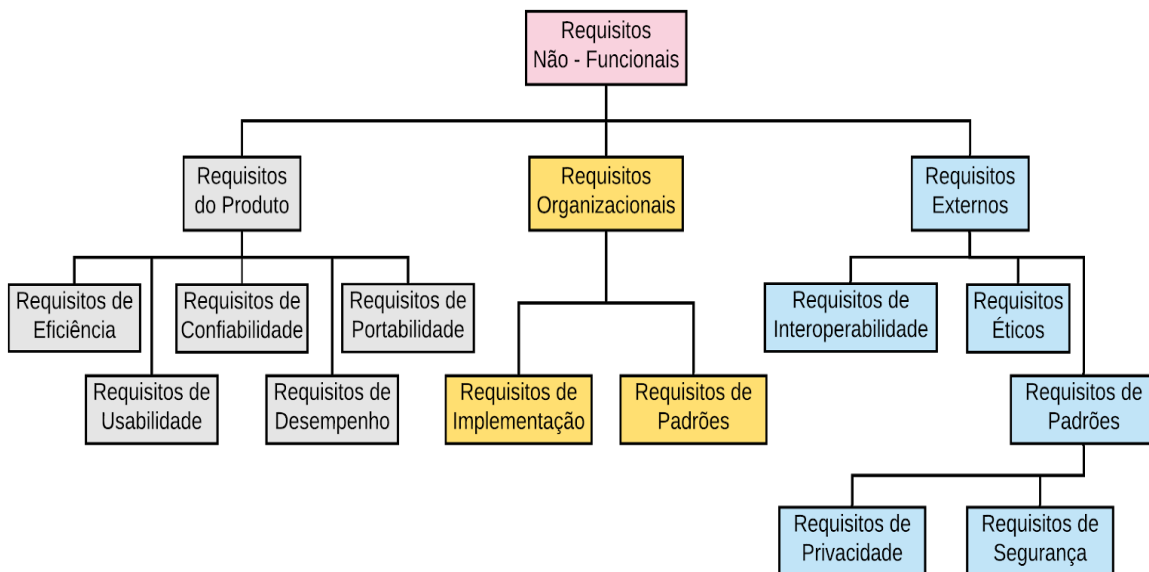 Requisitos
Não - Funcionais
Requisitos
do Produto
Requisitos
Organizacionais
Requisitos
Externos
Requisitos de
Eficiência
Requisitos de
Confiabilidade
Requisitos de
Portabilidade
Requisitos de
Interoperabilidade
Requisitos
Éticos
Requisitos de
Usabilidade
Requisitos de
Desempenho
Requisitos de
Implementação
Requisitos de
Padrões
Requisitos de
Padrões
Requisitos de
Privacidade
Requisitos de
Segurança